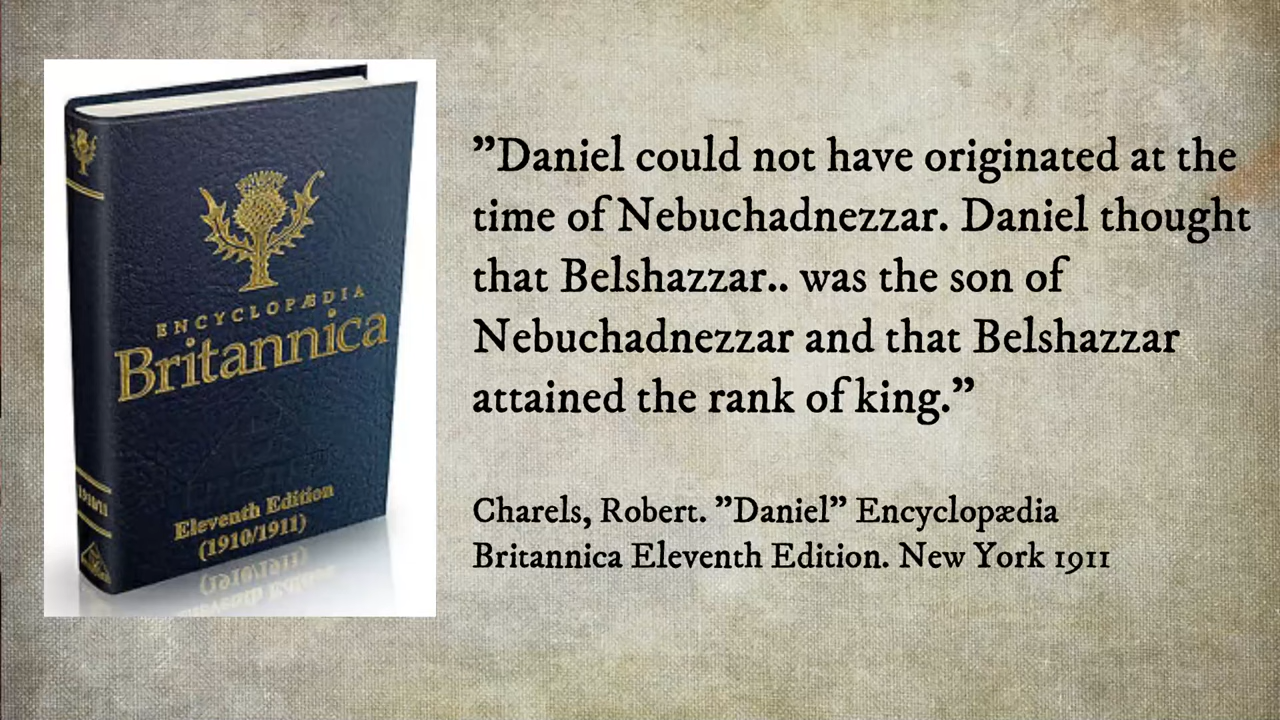 ENCYCLOPÆDIA
Britannica
Eleventh Edition
(1910/1911)
1910/11
”Daniel could not have originated at the
time of Nebuchadnezzar. Daniel thought
that Belshazzar.. was the son of
Nebuchadnezzar and that Belshazzar
attained the rank of king.”
Charels, Robert. ”Daniel” Encyclopædia
Britannica Eleventh Edition. New York 1911